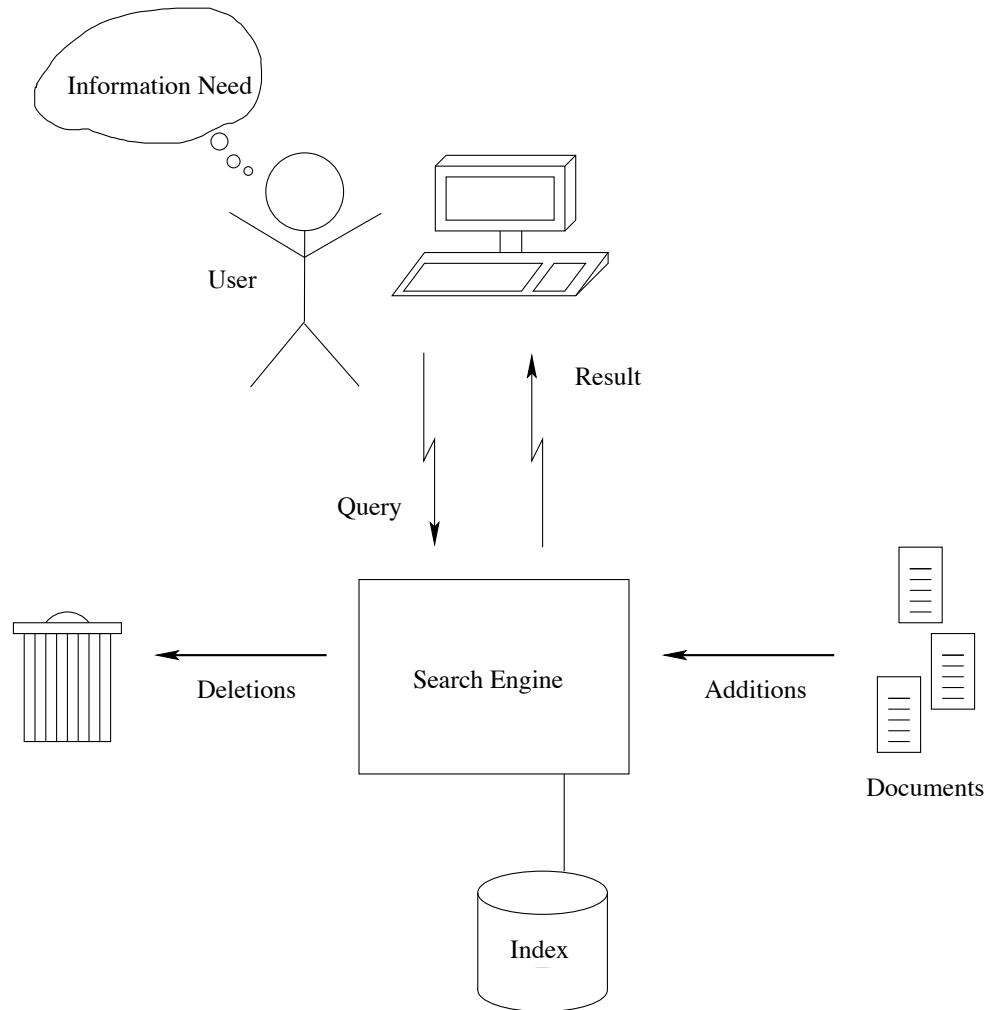 Information Need
User
Result
Query
Search Engine
Deletions
Additions
Documents
Index